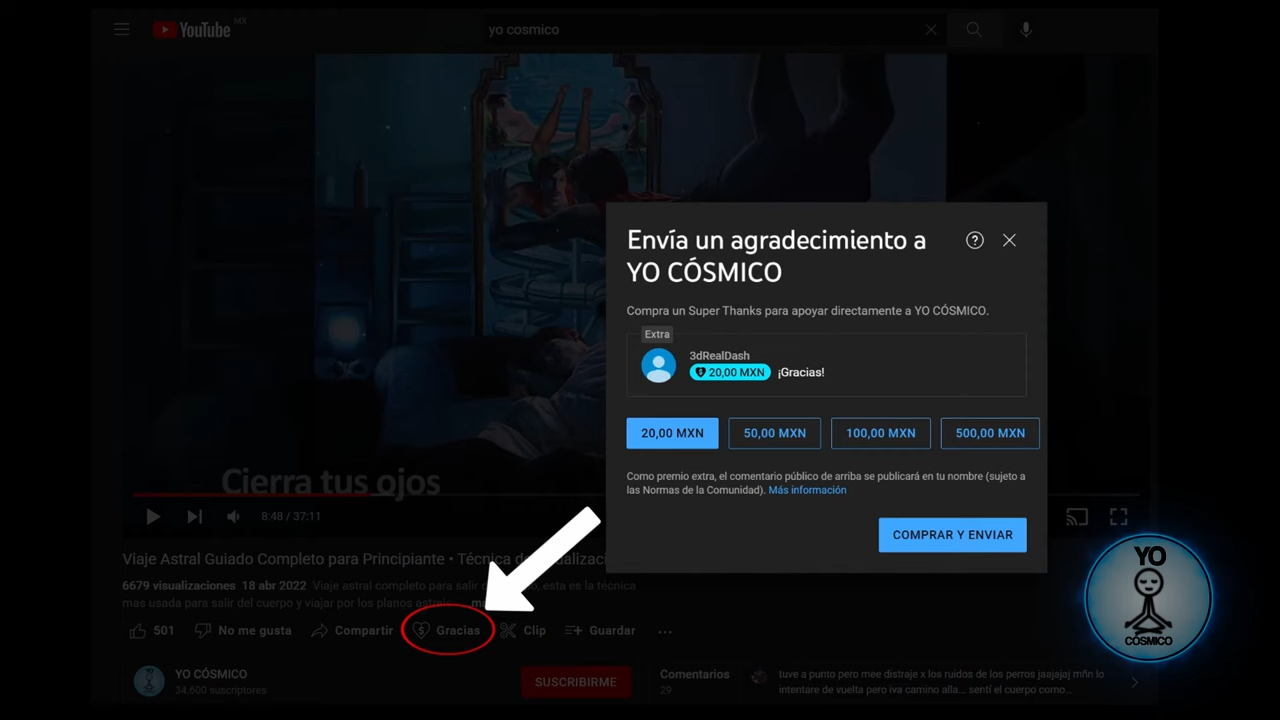 YouTube MX
yo cosmico
Envía un agradecimiento a
YO CÓSMICO
Compra un Super Thanks para apoyar directamente a YO CÓSMICO.
Extra
3dRealDash
20,00 MXN ¡Gracias!
20,00 MXN 50,00 MXN 100,00 MXN 500,00 MXN
Como premio extra, el comentario público de arriba se publicará en tu nombre (sujeto a
las Normas de la Comunidad). Más información
COMPRAR Y ENVIAR
Cierra tus ojos
8:48 / 37:11
Viaje Astral Guiado Completo para Principiante • Técnica de
6679 visualizaciones 18 abr 2022 Viaje astral completo para salir del cuerpo, esta es la técnica
mas usada para salir del cuerpo y viajar por los planos astrales
501 No me gusta Compartir Gracias Clip Guardar
YO CÓSMICO
34.600 suscriptores
SUSCRIBIRME
Comentarios
29
tuve a punto pero mee distraje x los ruidos de los perros jaajajaj mñn lo
intentare de vuelta pero iva camino alla... sentí el cuerpo como...
YO
CÓSMICO